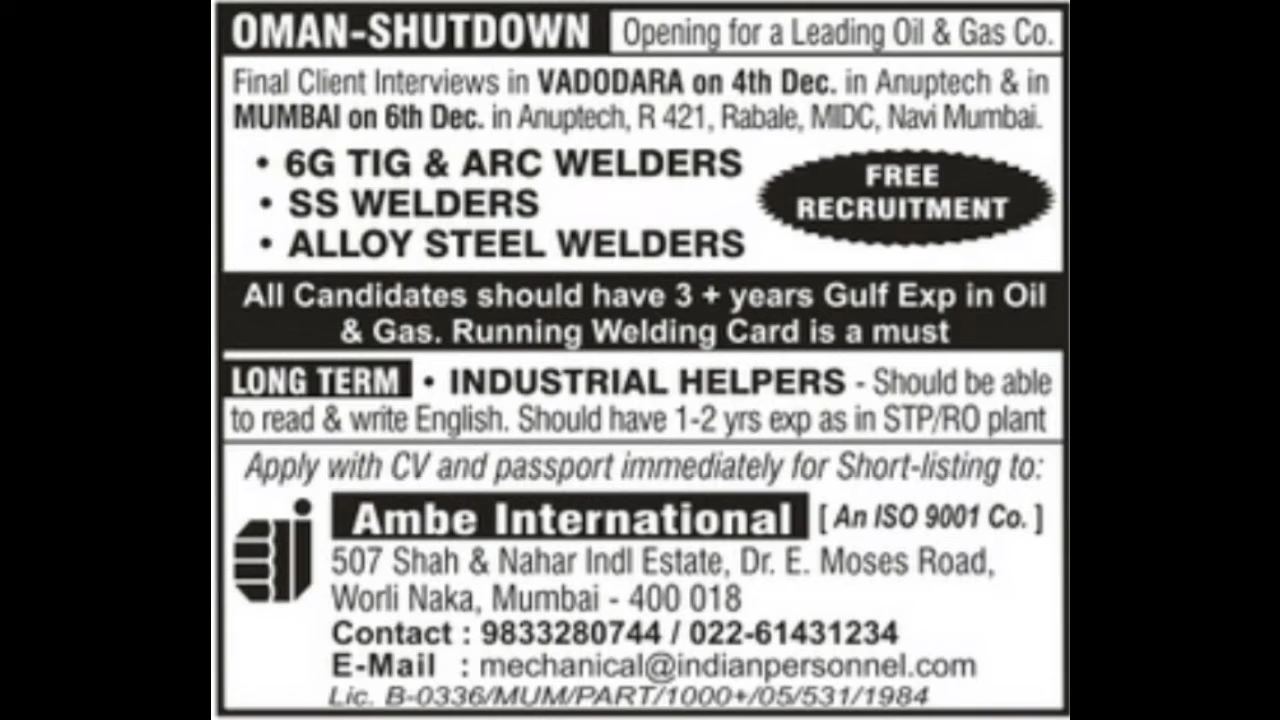 OMAN-SHUTDOWN Opening for a Leading Oil & Gas Co.
Final Client Interviews in VADODARA on 4th Dec. in Anuptech & in
MUMBAI on 6th Dec. in Anuptech, R 421, Rabale, MIDC, Navi Mumbai.
• 6G TIG & ARC WELDERS
• SS WELDERS
• ALLOY STEEL WELDERS
FREE
RECRUITMENT
All Candidates should have 3 + years Gulf Exp in Oil
& Gas. Running Welding Card is a must
LONG TERM • INDUSTRIAL HELPERS - Should be able
to read & write English. Should have 1-2 yrs exp as in STP/RO plant
Apply with CV and passport immediately for Short-listing to:
Ambe International [ An ISO 9001 Co. ]
507 Shah & Nahar Indl Estate, Dr. E. Moses Road,
Worli Naka, Mumbai - 400 018
Contact : 9833280744 / 022-61431234
E-Mail : mechanical@indianpersonnel.com
Lic. B-0336/MUM/PART/1000+/05/531/1984